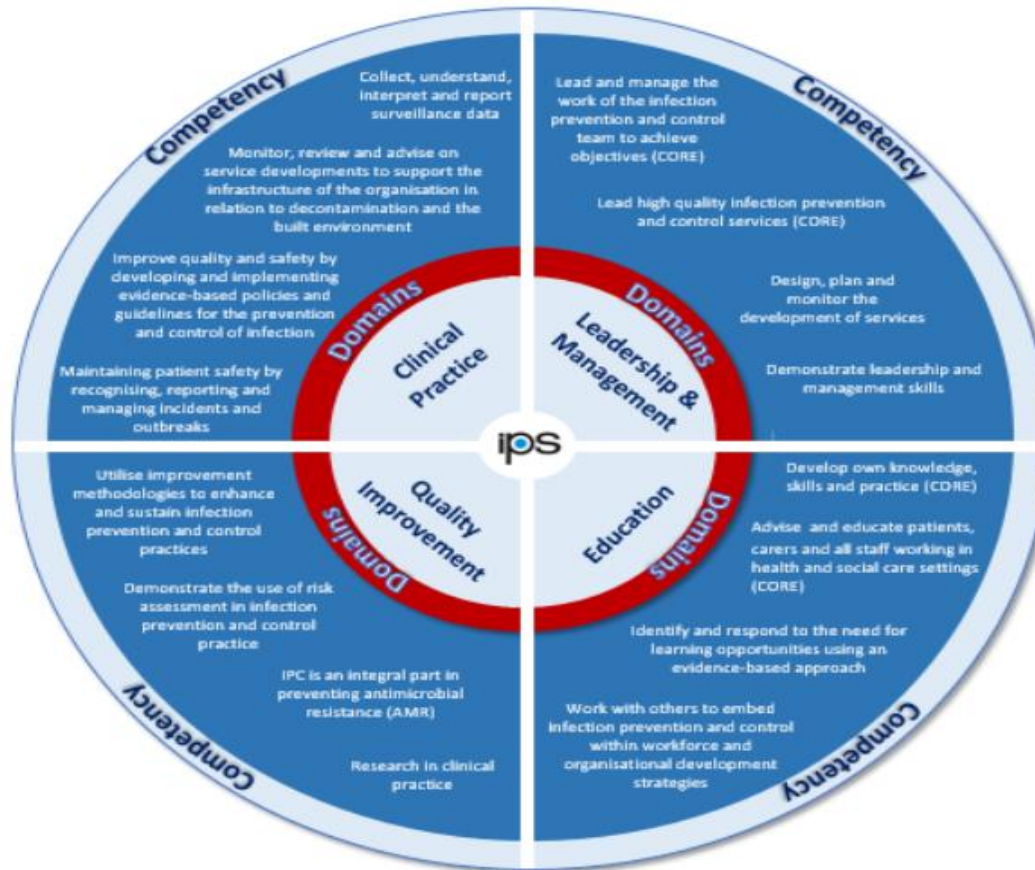 Competency
Collect, understand,
interpret and report
surveillance data
Monitor, review and advise on
service developments to support the
infrastructure of the organisation in
relation to decontamination and the
built environment
Improve quality and safety by
developing and implementing
evidence-based policies and
guidelines for the prevention
and control of infection
Maintaining patient safety by
recognising, reporting and
managing incidents and
outbreaks
Domains
Clinical
Practice
Competency
Lead and manage the
work of the infection
prevention and control
team to achieve
objectives (CORE)
Lead high quality infection prevention
and control services (CORE)
Design, plan and
monitor the
development of services
Demonstrate leadership and
management skills
Domains
Leadership &
Management
ips
Utilise improvement
methodologies to enhance
and sustain infection
prevention and control
practices
Demonstrate the use of risk
assessment in infection
prevention and control
practice
IPC is an integral part in
preventing antimicrobial
resistance (AMR)
Research in clinical
practice
Quality
Improvement
Domains
Competency
Develop own knowledge,
skills and practice (CORE)
Advise and educate patients,
carers and all staff working in
health and social care settings
(CORE)
Identify and respond to the need for
learning opportunities using an
evidence-based approach
Work with others to embed
infection prevention and control
within workforce and
organisational development
strategies
Education
Domains
Competency